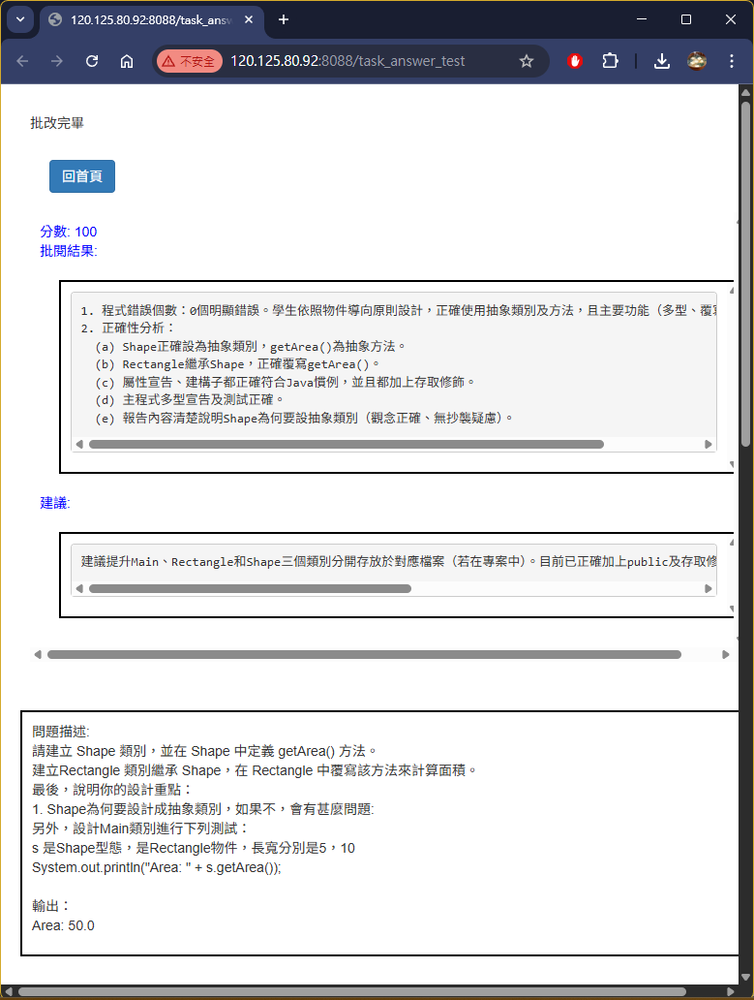 120.125.80.92:8088/task_ans
不安全
120.125.80.92:8088/task_answer_test
批改完畢
回首頁
分數: 100
批閱結果:
1. 程式錯誤個數：0個明顯錯誤。學生依照物件導向原則設計，正確使用抽象類別及方法，且主要功能（多型、覆寫
2. 正確性分析：
(a) Shape正確設為抽象類別，getArea()為抽象方法。
(b) Rectangle繼承Shape，正確覆寫getArea()。
(c) 屬性宣告、建構子都正確符合Java慣例，並且都加上存取修飾。
(d) 主程式多型宣告及測試正確。
(e) 報告內容清楚說明Shape為何要設抽象類別（觀念正確、無抄襲疑慮）。
建議:
建議提升Main、Rectangle和Shape三個類別分開存放於對應檔案（若在專案中）。目前已正確加上public及存取修
問題描述:
請建立 Shape 類別，並在 Shape 中定義 getArea() 方法。
建立Rectangle 類別繼承 Shape，在 Rectangle 中覆寫該方法來計算面積。
最後，說明你的設計重點：
1. Shape為何要設計成抽象類別，如果不，會有甚麼問題:
另外，設計Main類別進行下列測試：
s 是Shape型態，是Rectangle物件，長寬分別是5，10
System.out.println("Area: " + s.getArea());
輸出：
Area: 50.0